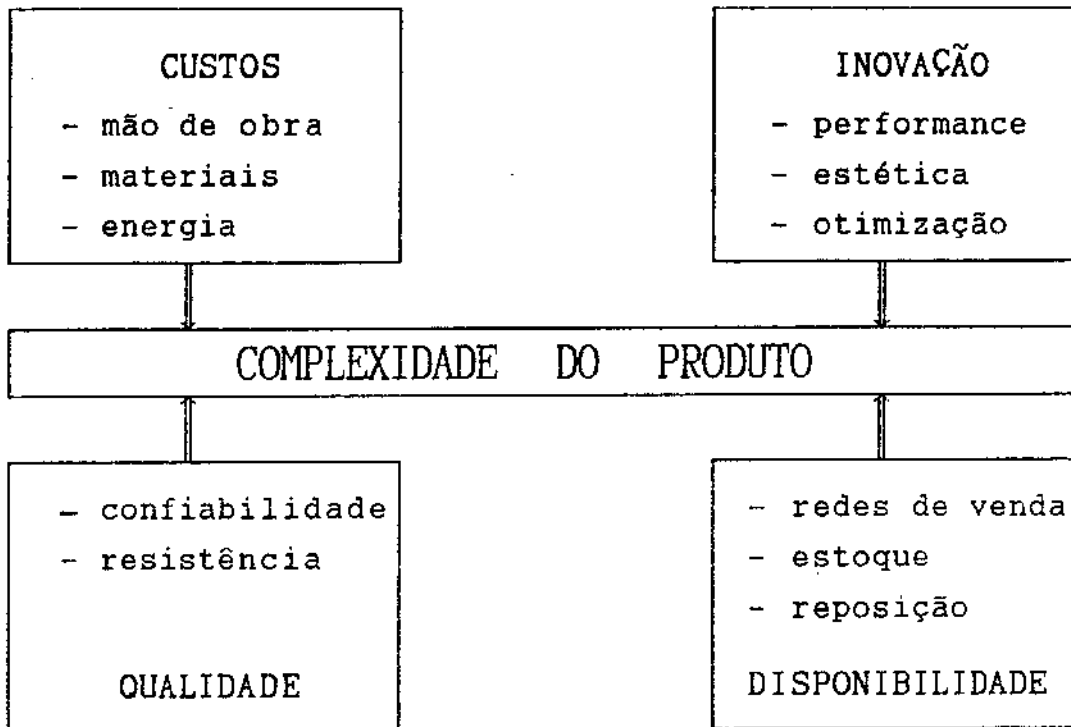 CUSTOS
- mão de obra
- materiais
- energia
INOVAÇÃO
- performance
- estética
- otimização
COMPLEXIDADE DO PRODUTO
- confiabilidade
- resistência
QUALIDADE
- redes de venda
- estoque
- reposição
DISPONIBILIDADE